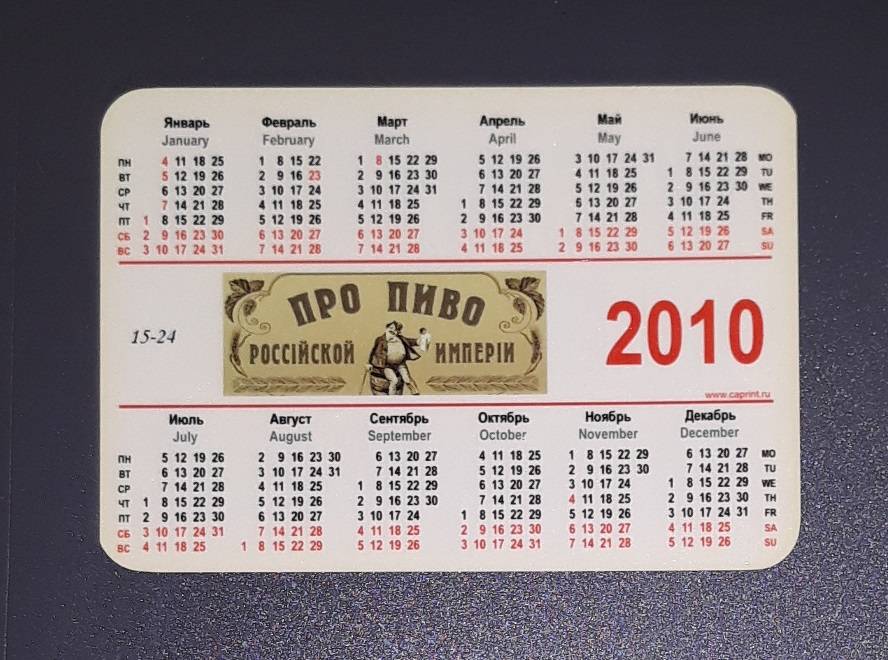 Январь Февраль Март Апрель Май Июнь
January February March April May June
ПН 4 11 18 25 1 8 15 22 1 8 15 22 29 5 12 19 26 3 10 17 24 31 7 14 21 28 MO
ВТ 5 12 19 26 2 9 16 23 2 9 16 23 30 6 13 20 27 4 11 18 25 1 8 15 22 29 TU
СР 6 13 20 27 3 10 17 24 3 10 17 24 31 7 14 21 28 5 12 19 26 2 9 16 23 30 WE
ЧТ 7 14 21 28 4 11 18 25 4 11 18 25 1 8 15 22 29 6 13 20 27 3 10 17 24 TH
ПТ 1 8 15 22 29 5 12 19 26 5 12 19 26 2 9 16 23 30 7 14 21 28 4 11 18 25 FR
СБ 2 9 16 23 30 6 13 20 27 6 13 20 27 3 10 17 24 1 8 15 22 29 5 12 19 26 SA
ВС 3 10 17 24 31 7 14 21 28 7 14 21 28 4 11 18 25 2 9 16 23 30 6 13 20 27 SU
15-24
ПРО ПИВО
РОССІЙСКОЙ ИМПЕРІИ
2010
www.caprint.ru
Июль Август Сентябрь Октябрь Ноябрь Декабрь
July August September October November December
ПН 5 12 19 26 2 9 16 23 30 6 13 20 27 4 11 18 25 1 8 15 22 29 6 13 20 27 MO
ВТ 6 13 20 27 3 10 17 24 31 7 14 21 28 5 12 19 26 2 9 16 23 30 7 14 21 28 TU
СР 7 14 21 28 4 11 18 25 1 8 15 22 29 6 13 20 27 3 10 17 24 1 8 15 22 29 WE
ЧТ 1 8 15 22 29 5 12 19 26 2 9 16 23 30 7 14 21 28 4 11 18 25 2 9 16 23 30 TH
ПТ 2 9 16 23 30 6 13 20 27 3 10 17 24 1 8 15 22 29 5 12 19 26 3 10 17 24 31 FR
СБ 3 10 17 24 31 7 14 21 28 4 11 18 25 2 9 16 23 30 6 13 20 27 4 11 18 25 SA
ВС 4 11 18 25 1 8 15 22 29 5 12 19 26 3 10 17 24 31 7 14 21 28 5 12 19 26 SU